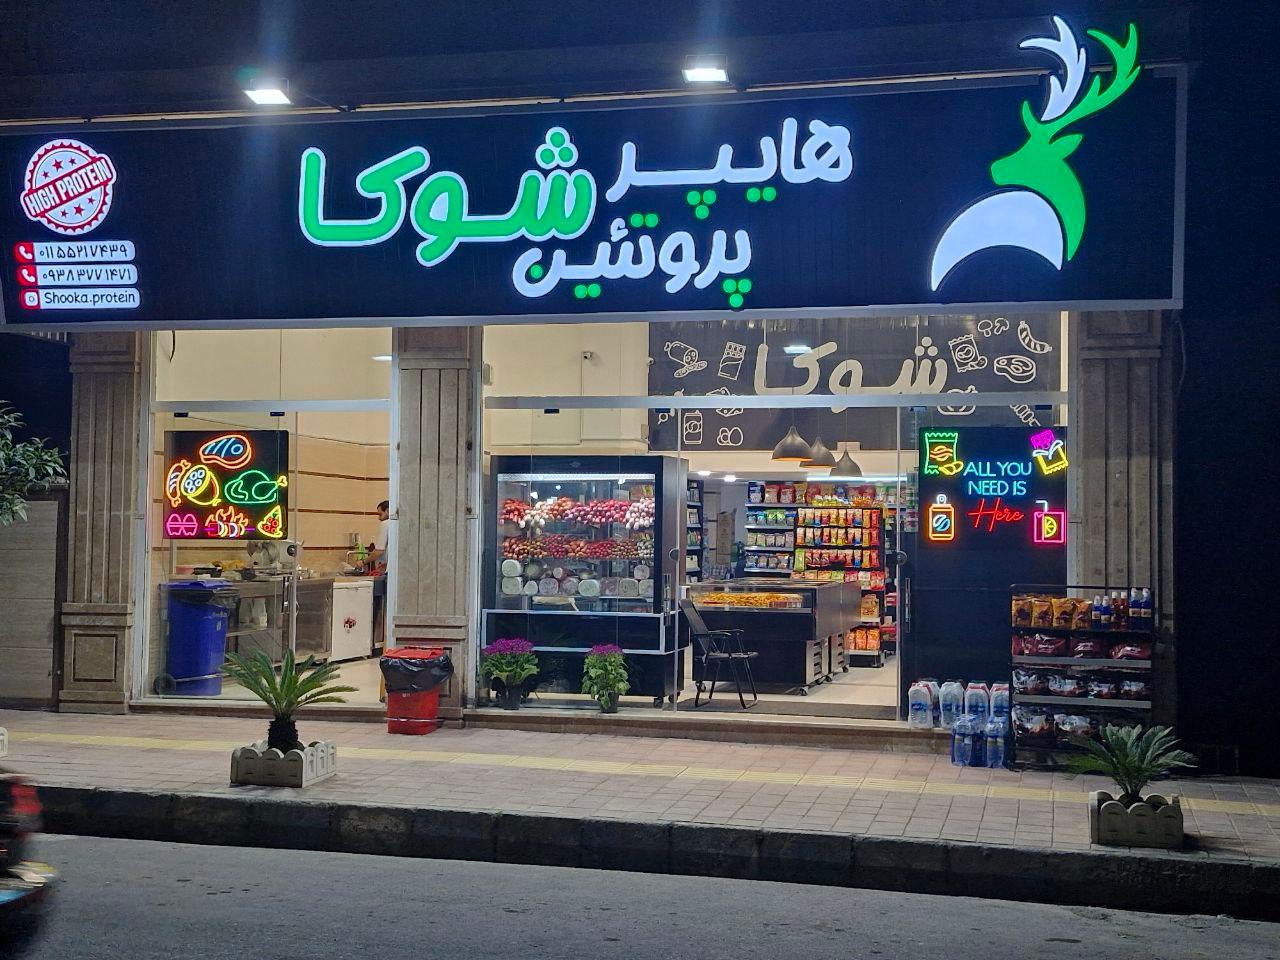 هایپر
پروتئین
شوکا
HIGH PROTEIN
۰۱۱۵۵۲۱۷۴۳۹
۰۹۳۸۳۷۷۱۴۷۱
Shooka.protein
شوکا
ALL YOU
NEED IS
Here